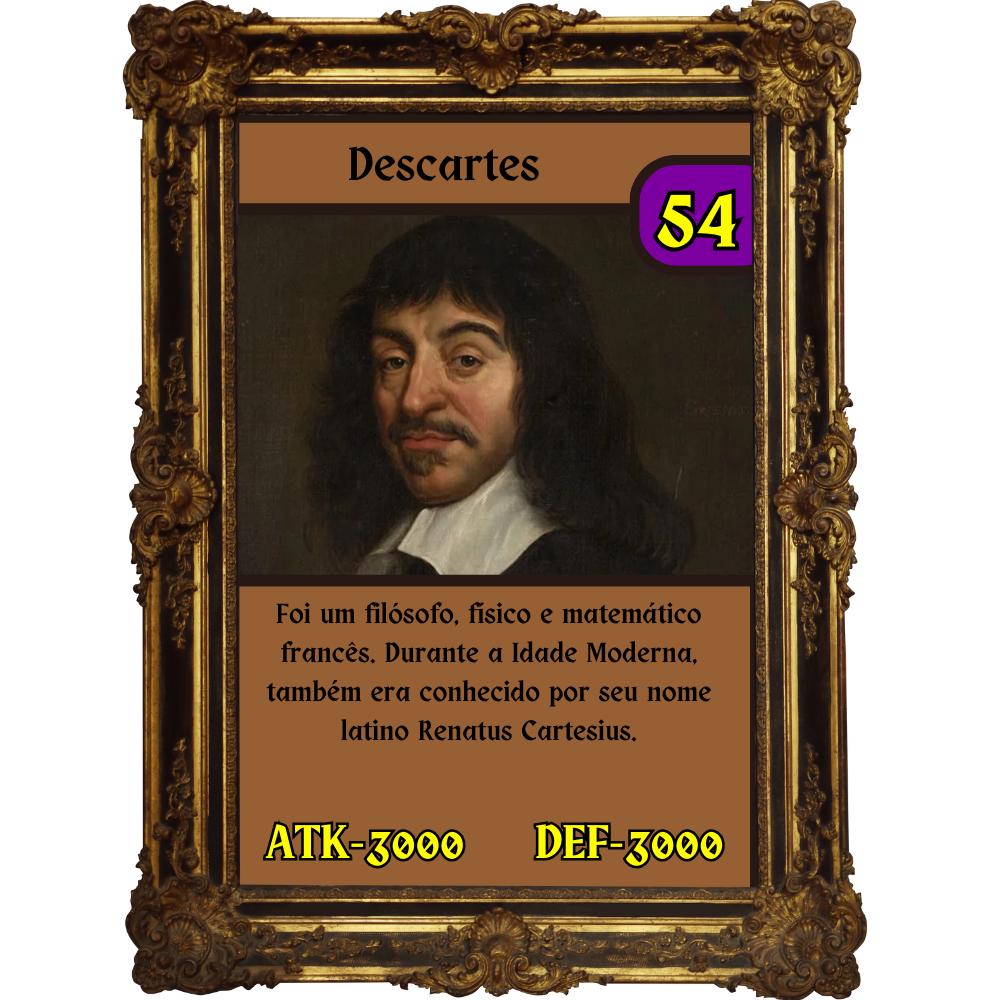 Descartes
54
Foi um filósofo, físico e matemático
francês. Durante a Idade Moderna,
também era conhecido por seu nome
latino Renatus Cartesius.
ATK-3000 DEF-3000